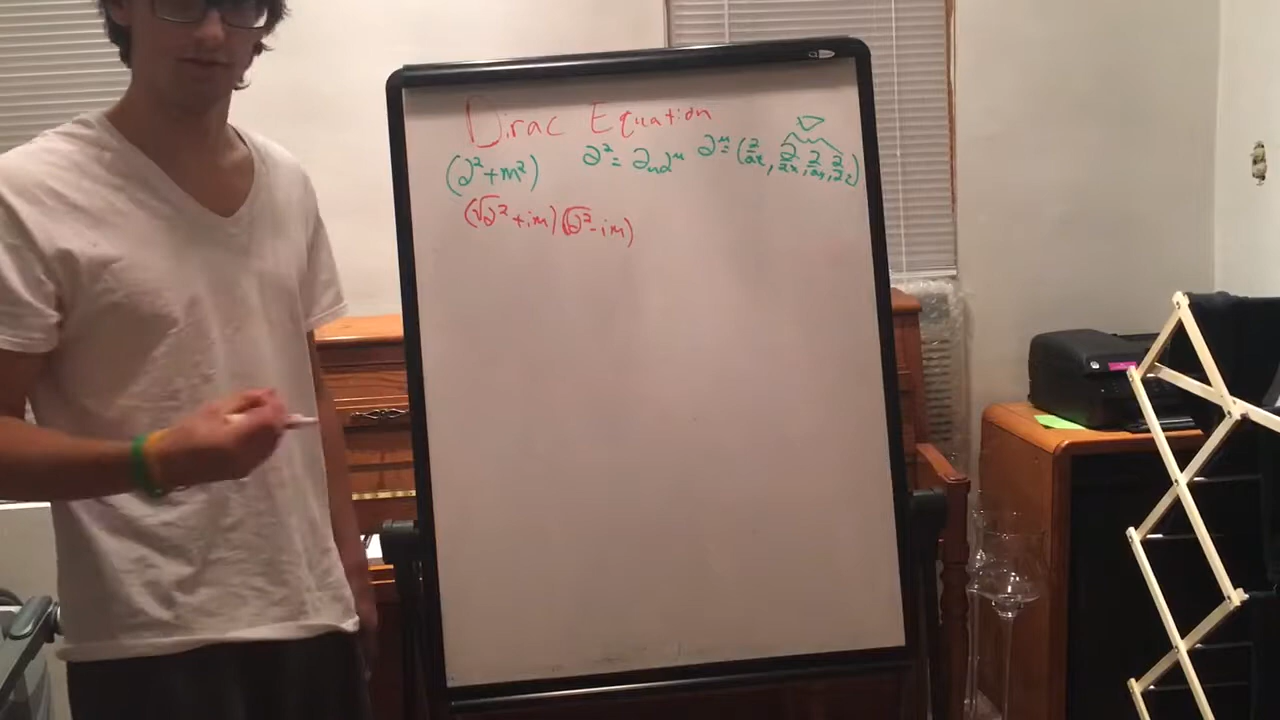 Dirac Equation
(∂² + m²) ∂² = ∂μ∂^μ ∂^μ = (∂/∂t, ∂/∂x, ∂/∂y, ∂/∂z) ∇
(√∂² + im)(√∂² - im)